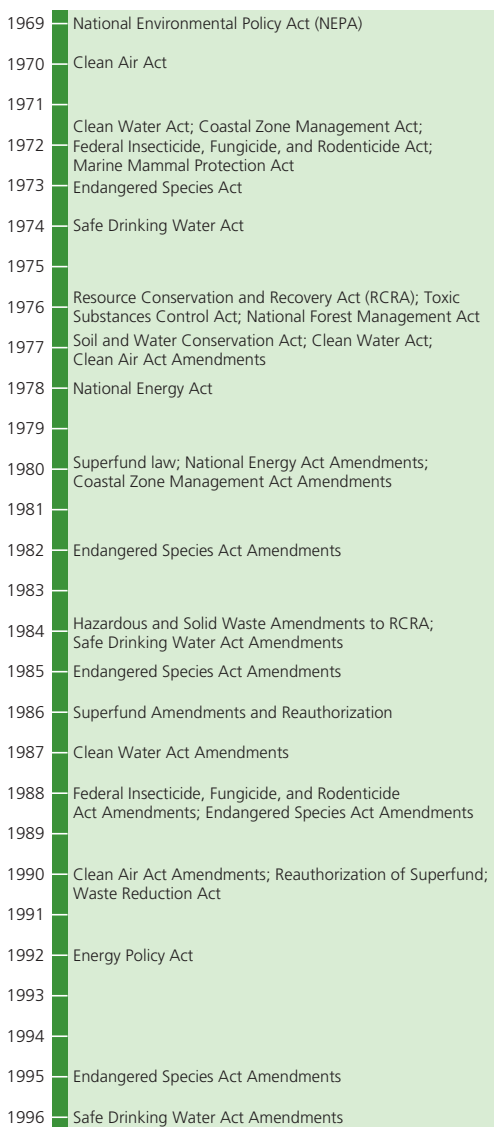 1969 National Environmental Policy Act (NEPA)
1970 Clean Air Act
1971
Clean Water Act; Coastal Zone Management Act;
1972 Federal Insecticide, Fungicide, and Rodenticide Act;
Marine Mammal Protection Act
1973 Endangered Species Act
1974 Safe Drinking Water Act
1975
Resource Conservation and Recovery Act (RCRA); Toxic
1976 Substances Control Act; National Forest Management Act
Soil and Water Conservation Act; Clean Water Act;
1977 Clean Air Act Amendments
1978 National Energy Act
1979
1980 Superfund law; National Energy Act Amendments;
Coastal Zone Management Act Amendments
1981
1982 Endangered Species Act Amendments
1983
1984 Hazardous and Solid Waste Amendments to RCRA;
Safe Drinking Water Act Amendments
1985 Endangered Species Act Amendments
1986 Superfund Amendments and Reauthorization
1987 Clean Water Act Amendments
1988 Federal Insecticide, Fungicide, and Rodenticide
Act Amendments; Endangered Species Act Amendments
1989
1990 Clean Air Act Amendments; Reauthorization of Superfund;
Waste Reduction Act
1991
1992 Energy Policy Act
1993
1994
1995 Endangered Species Act Amendments
1996 Safe Drinking Water Act Amendments